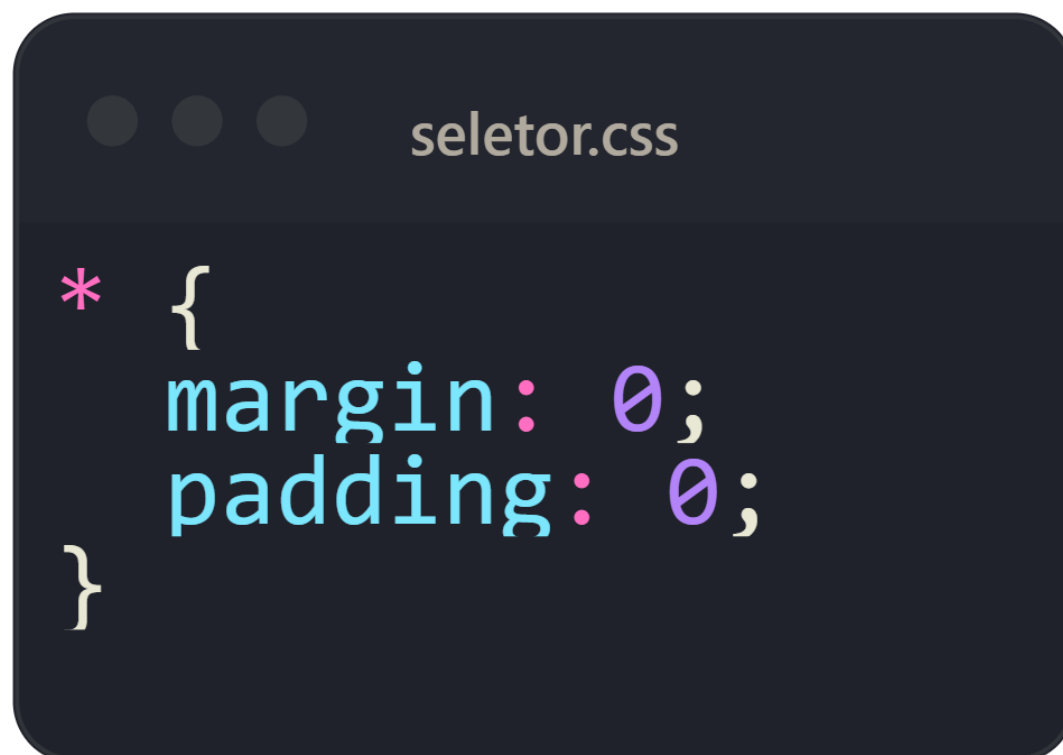 seletor.css
* {
margin: 0;
padding: 0;
}